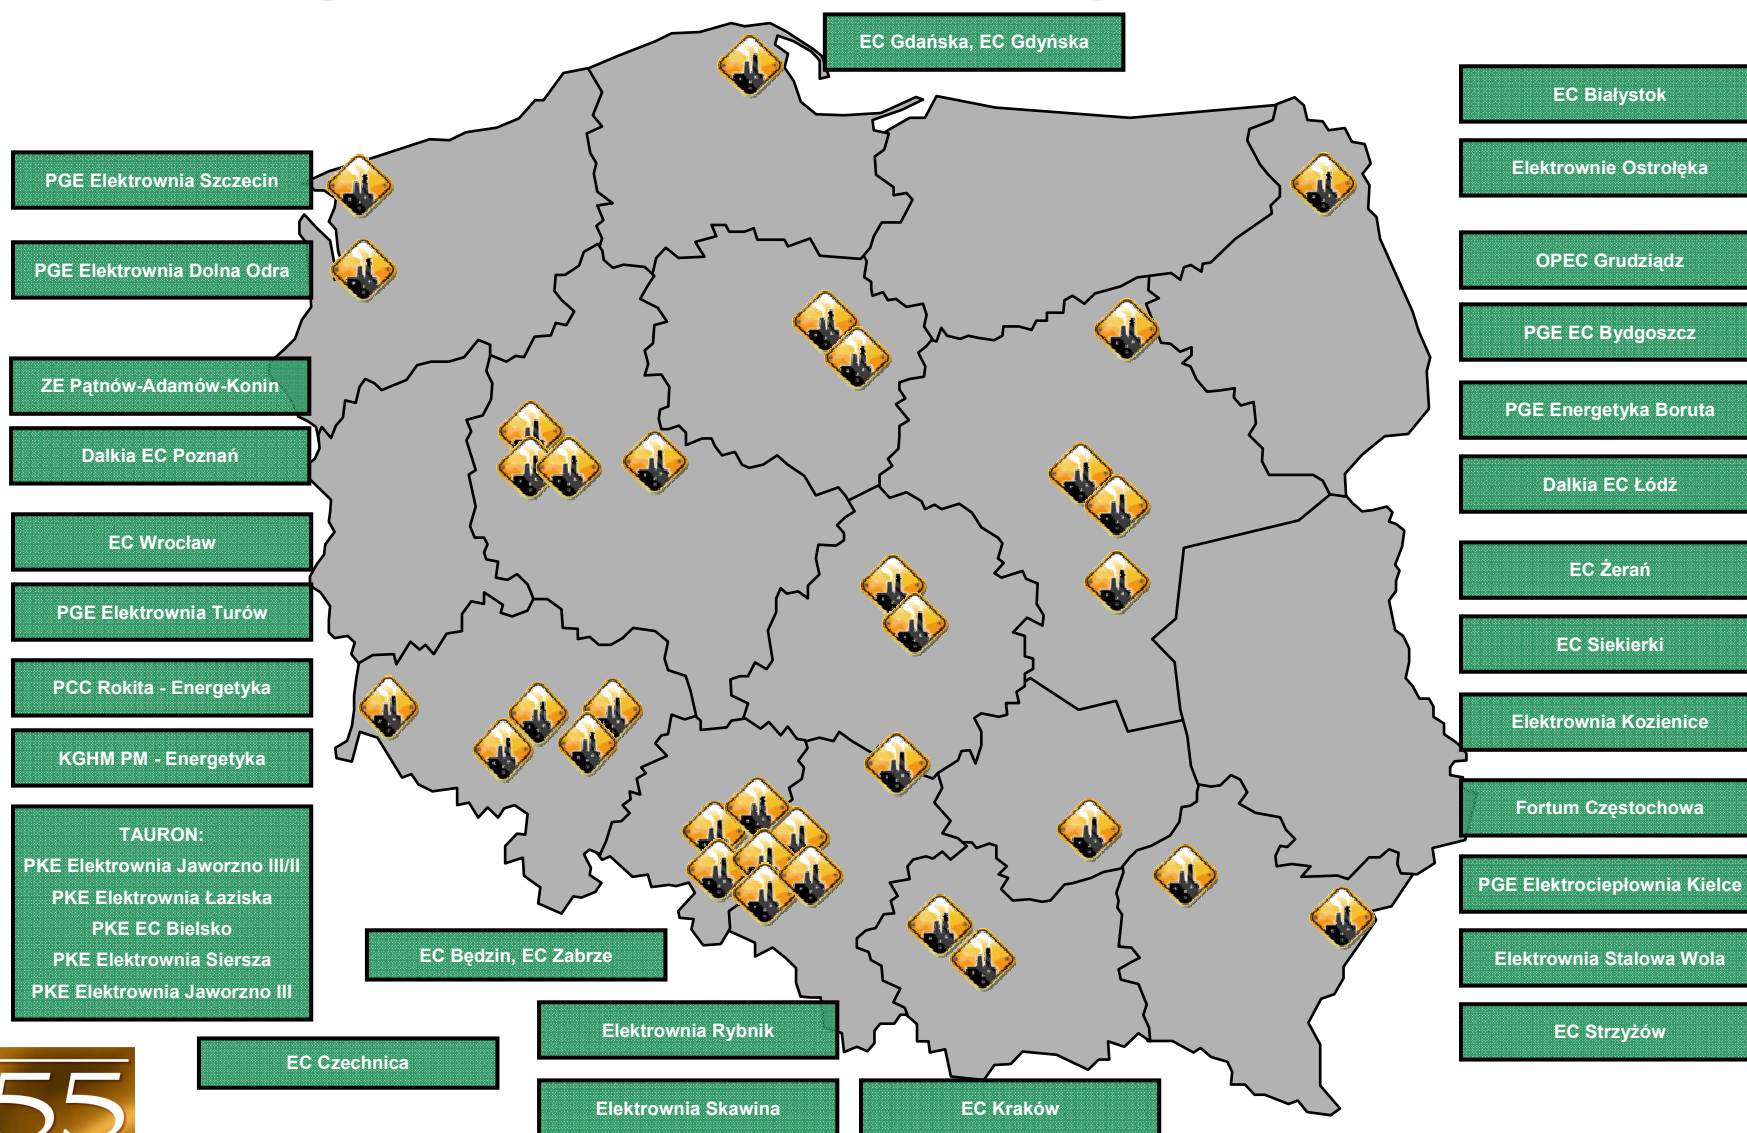 EC Gdańska, EC Gdyńska
PGE Elektrownia Szczecin
PGE Elektrownia Dolna Odra
ZE Pątnów-Adamów-Konin
Dalkia EC Poznań
EC Wrocław
PGE Elektrownia Turów
PCC Rokita - Energetyka
KGHM PM - Energetyka
TAURON:
PKE Elektrownia Jaworzno III/II
PKE Elektrownia Łaziska
PKE EC Bielsko
PKE Elektrownia Siersza
PKE Elektrownia Jaworzno III
EC Białystok
Elektrownie Ostrołęka
OPEC Grudziądz
PGE EC Bydgoszcz
PGE Energetyka Boruta
Dalkia EC Łódź
EC Żerań
EC Siekierki
Elektrownia Kozienice
Fortum Częstochowa
PGE Elektrociepłownia Kielce
Elektrownia Stalowa Wola
EC Strzyżów
EC Będzin, EC Zabrze
Elektrownia Rybnik
EC Czechnica
Elektrownia Skawina
EC Kraków
55